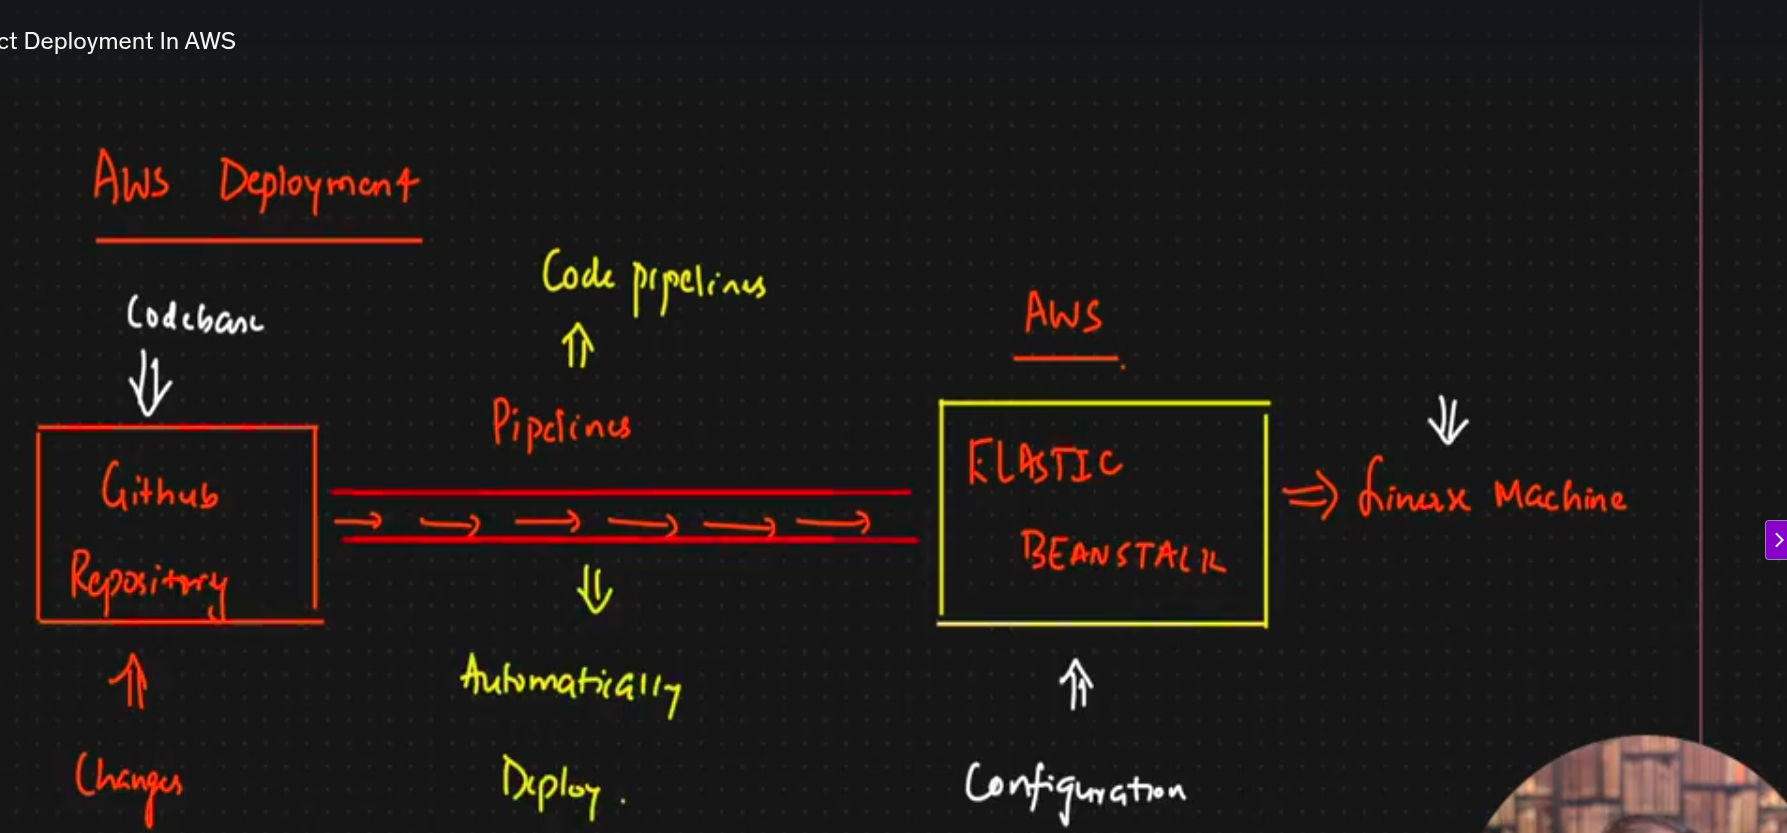 ct Deployment In AWS
AWS Deployment
Codebase
Code pipelines
AWS
Pipelines
Github
Repository
ELASTIC
BEANSTALK
Linux Machine
Automatically
Deploy.
Changes
Configuration